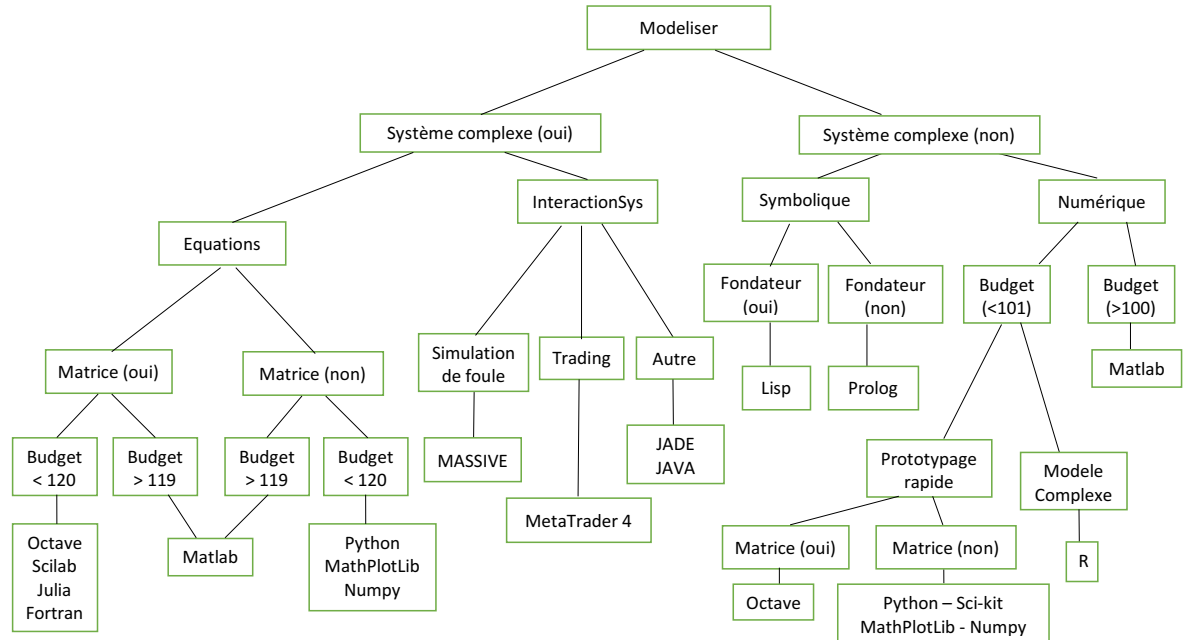 Modeliser
Système complexe (oui)
Système complexe (non)
InteractionSys
Symbolique
Numérique
Equations
Fondateur
(oui)
Fondateur
(non)
Budget
(<101)
Budget
(>100)
Matrice (oui)
Matrice (non)
Simulation
de foule
Trading
Autre
Lisp
Prolog
Matlab
Budget
< 120
Budget
> 119
Budget
> 119
Budget
< 120
MASSIVE
JADE
JAVA
Prototypage
rapide
Modele
Complexe
MetaTrader 4
Octave
Scilab
Julia
Fortran
Matlab
Python
MathPlotLib
Numpy
Matrice (oui)
Matrice (non)
R
Octave
Python – Sci-kit
MathPlotLib - Numpy